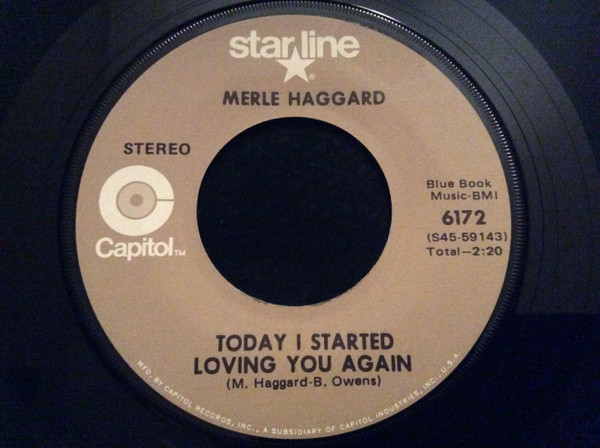 starline
®
MERLE HAGGARD
STEREO
Capitol™
Blue Book
Music-BMI
6172
(S45-59143)
Total—2:20
TODAY I STARTED
LOVING YOU AGAIN
(M. Haggard-B. Owens)
MFD. BY CAPITOL RECORDS, INC., A SUBSIDIARY OF CAPITOL INDUSTRIES, INC., U.S.A.